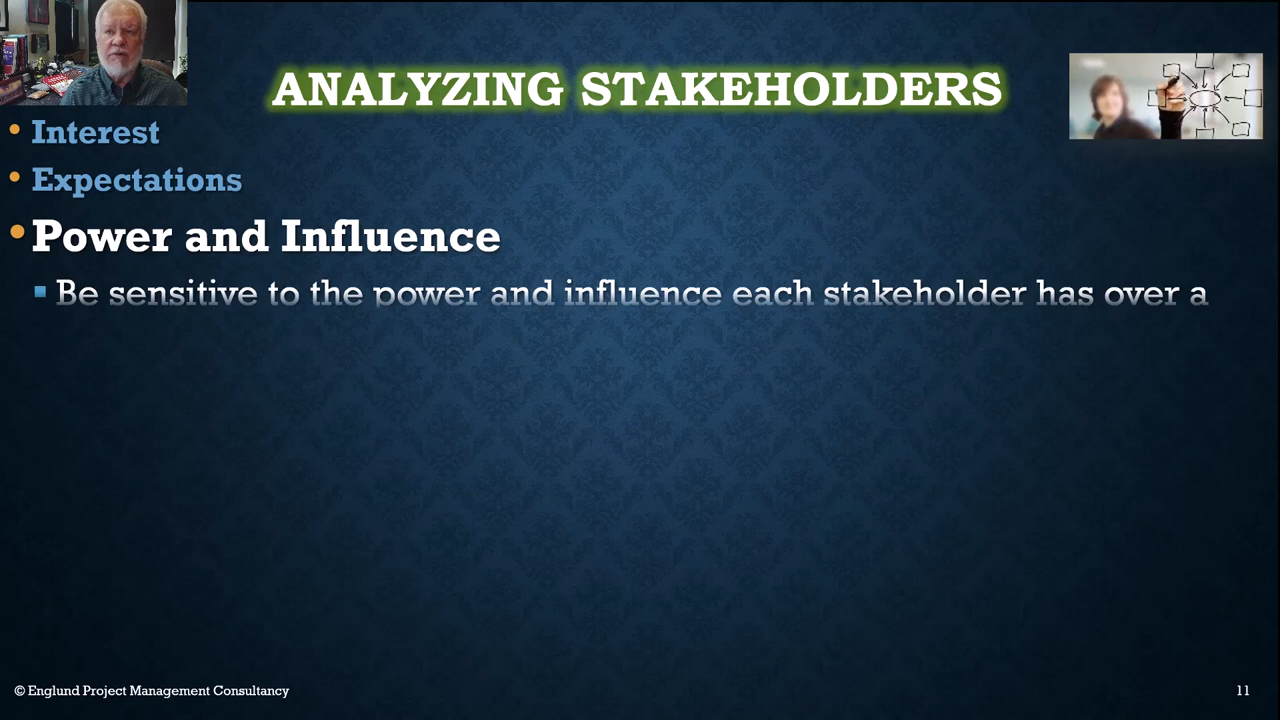 ANALYZING STAKEHOLDERS
• Interest
• Expectations
• Power and Influence
▪ Be sensitive to the power and influence each stakeholder has over a
© Englund Project Management Consultancy
11